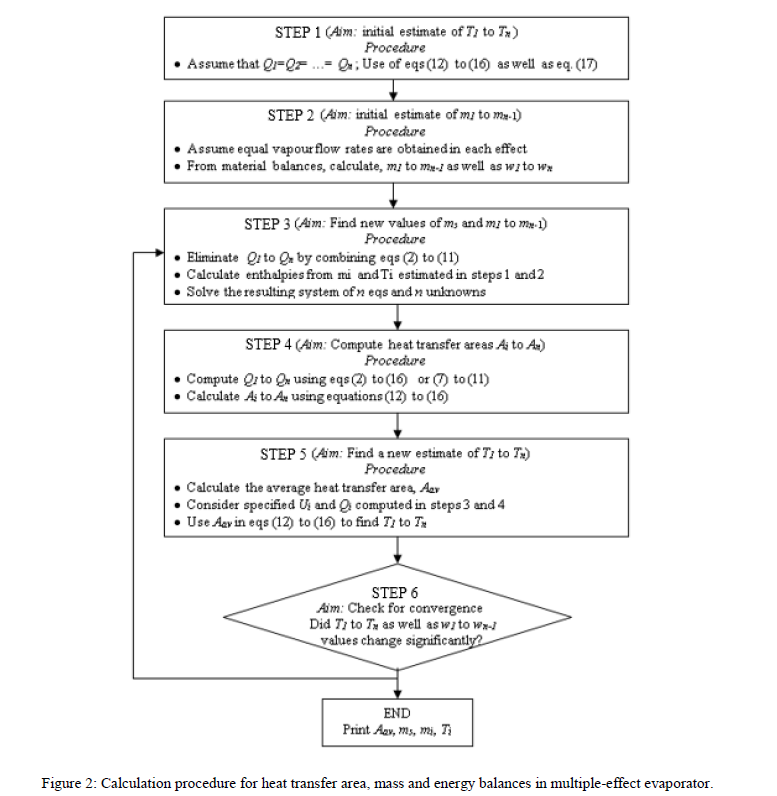 STEP 1 (Aim: initial estimate of T1 to Tn)
Procedure
• Assume that Q1=Q2= ...= Qn; Use of eqs (12) to (16) as well as eq. (17)
STEP 2 (Aim: initial estimate of m1 to mn-1)
Procedure
• Assume equal vapour flow rates are obtained in each effect
• From material balances, calculate, m1 to mn-1 as well as w1 to wn
STEP 3 (Aim: Find new values of ms and m1 to mn-1)
Procedure
• Eliminate Q1 to Qn by combining eqs (2) to (11)
• Calculate enthalpies from mi and Ti estimated in steps 1 and 2
• Solve the resulting system of n eqs and n unknowns
STEP 4 (Aim: Compute heat transfer areas A1 to An)
Procedure
• Compute Q1 to Qn using eqs (2) to (16) or (7) to (11)
• Calculate A1 to An using equations (12) to (16)
STEP 5 (Aim: Find a new estimate of T1 to Tn)
Procedure
• Calculate the average heat transfer area, Aav
• Consider specified Ui and Qi computed in steps 3 and 4
• Use Aav in eqs (12) to (16) to find T1 to Tn
STEP 6
Aim: Check for convergence
Did T1 to Tn as well as w1 to wn-1
values change significantly?
END
Print Aav, ms, mi, Ti
Figure 2: Calculation procedure for heat transfer area, mass and energy balances in multiple-effect evaporator.